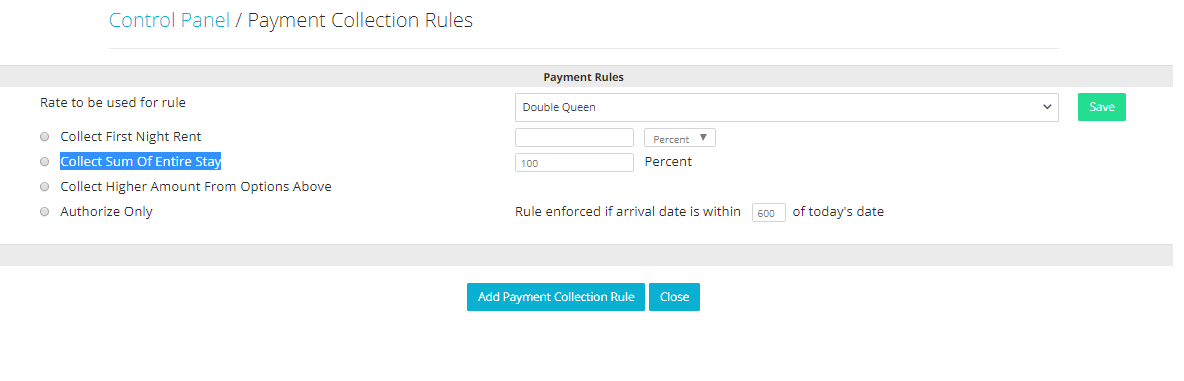 Control Panel / Payment Collection Rules
Payment Rules
Rate to be used for rule Double Queen Save
Collect First Night Rent Percent
Collect Sum Of Entire Stay 100 Percent
Collect Higher Amount From Options Above
Authorize Only Rule enforced if arrival date is within 600 of today's date
Add Payment Collection Rule Close